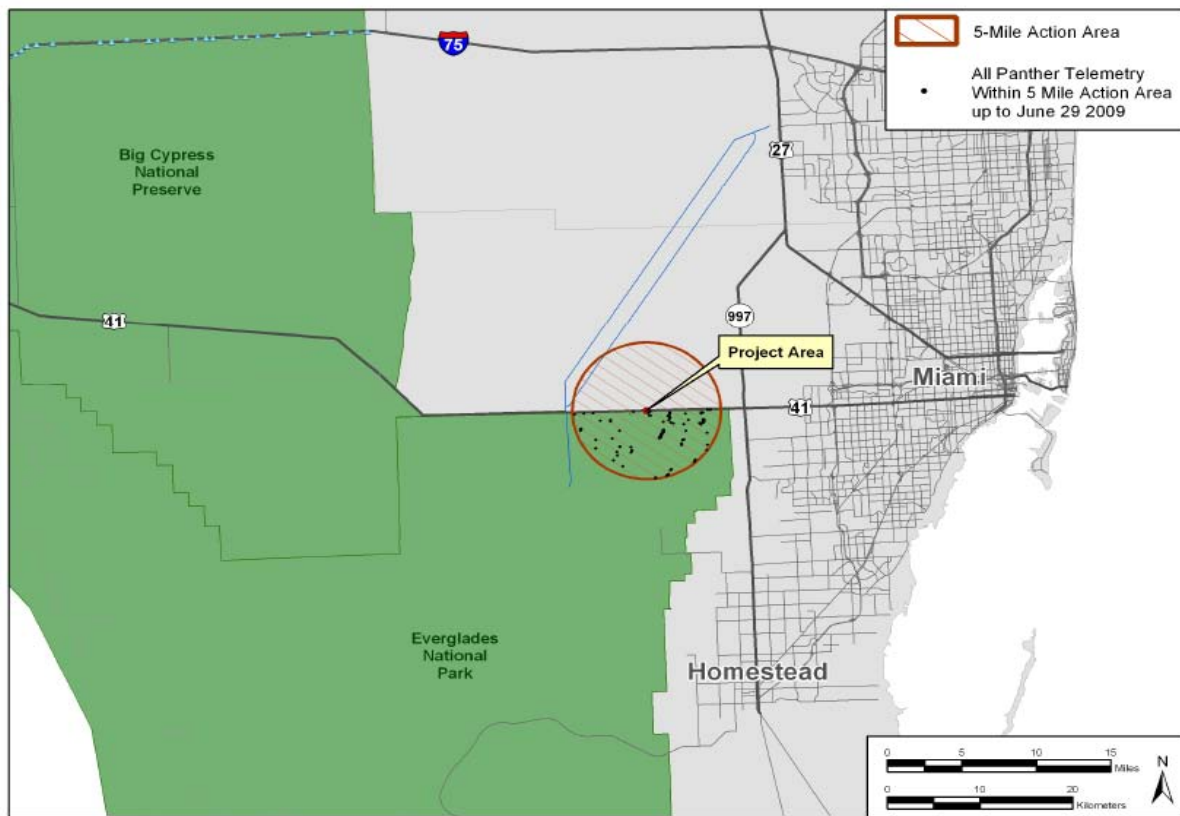 75
5-Mile Action Area
All Panther Telemetry
Within 5 Mile Action Area
up to June 29 2009
Big Cypress
National
Preserve
27
41
997
Project Area
Miami
41
Everglades
National
Park
Homestead
0 5 10 15
Miles
0 10 20
Kilometers
N